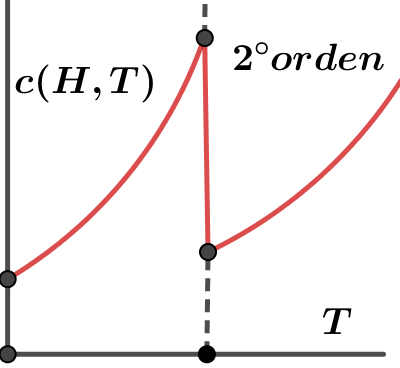 2°orden
c(H, T)
T